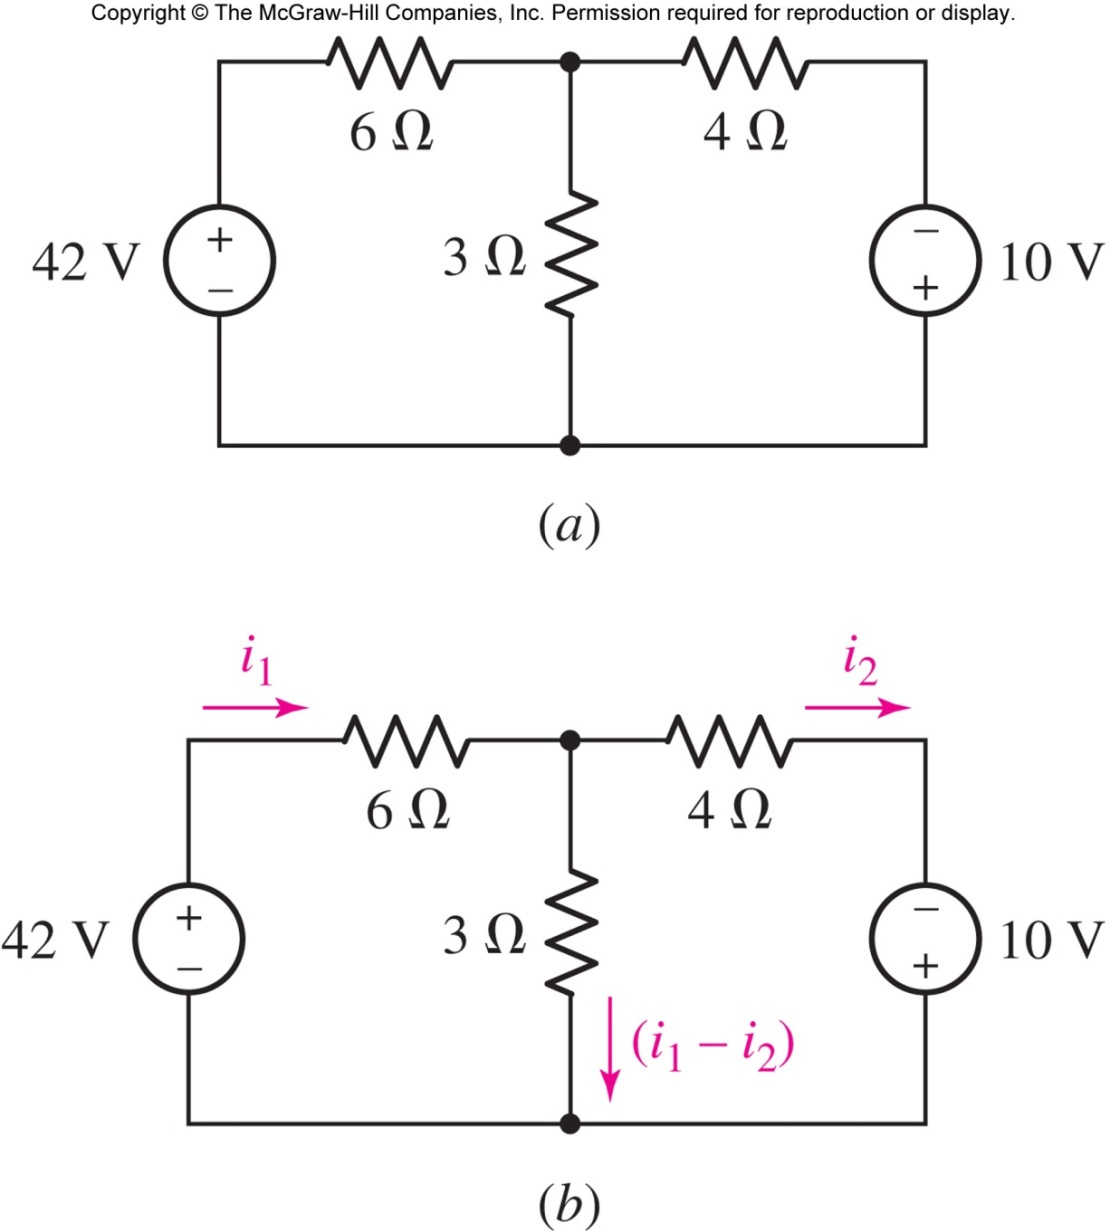 Copyright © The McGraw-Hill Companies, Inc. Permission required for reproduction or display.
6 Ω
4 Ω
42 V
+
−
3 Ω
−
+
10 V
(a)
i₁
i₂
6 Ω
4 Ω
42 V
+
−
3 Ω
−
+
10 V
(i₁ − i₂)
(b)